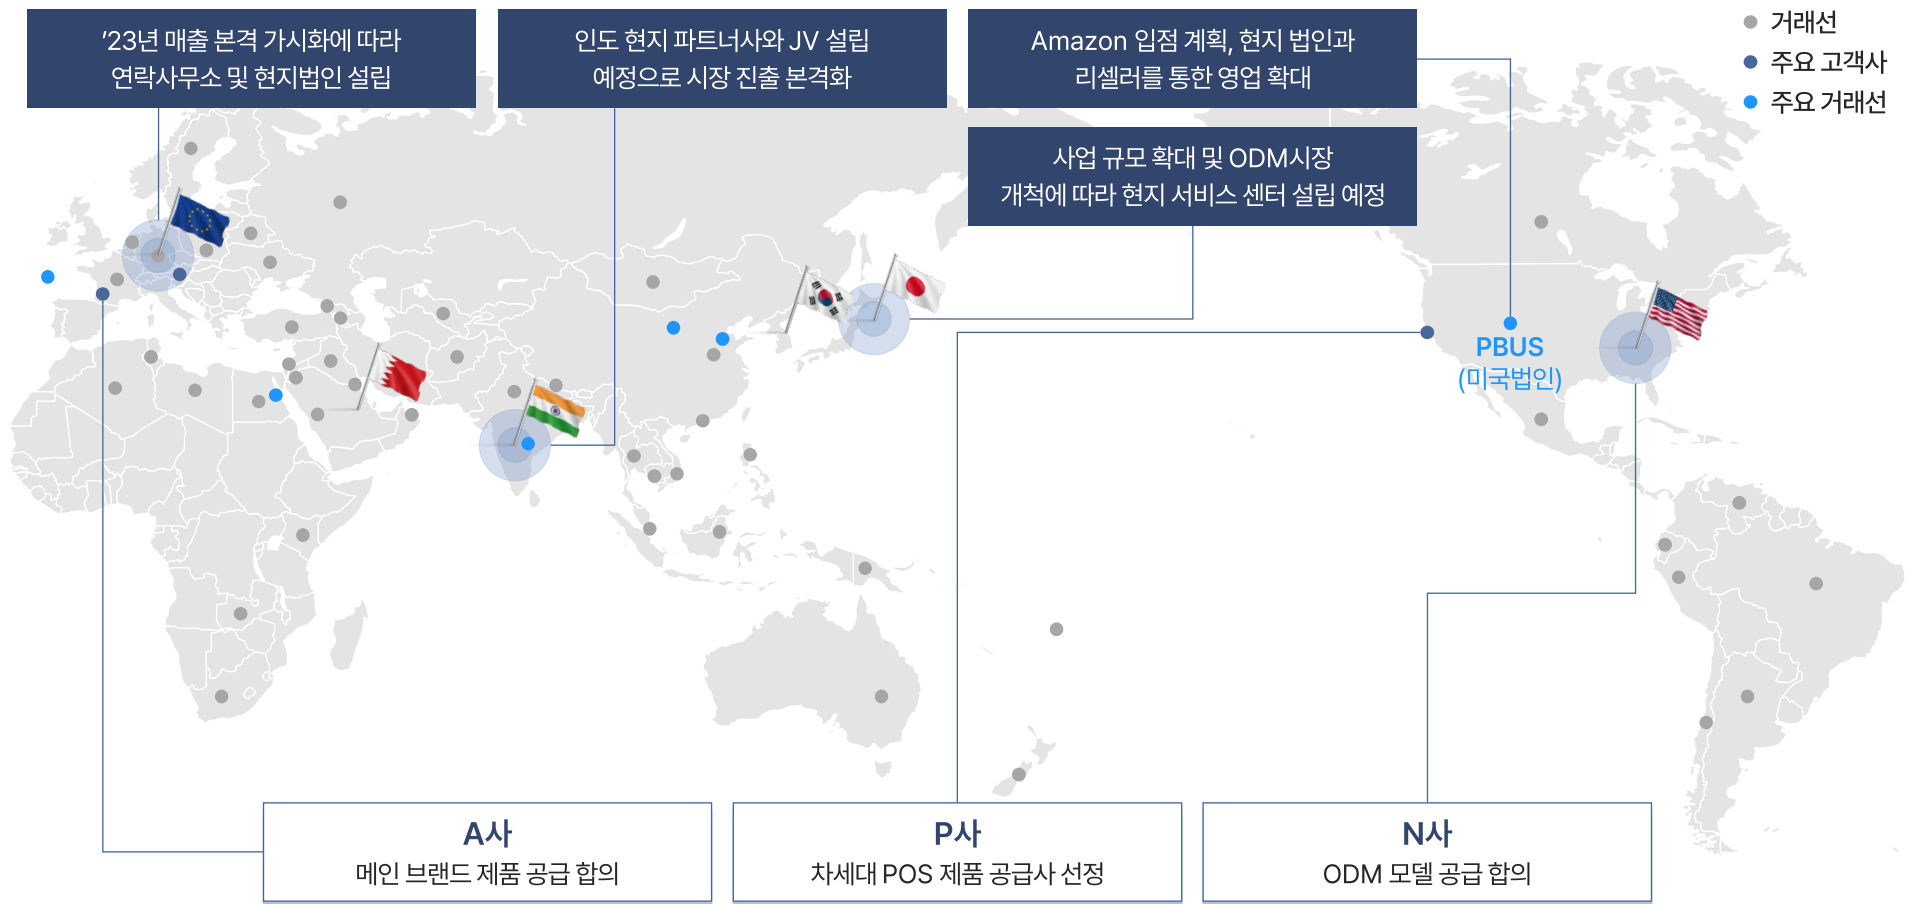 ’23년 매출 본격 가시화에 따라
연락사무소 및 현지법인 설립
인도 현지 파트너사와 JV 설립
예정으로 시장 진출 본격화
Amazon 입점 계획, 현지 법인과
리셀러를 통한 영업 확대
거래선
주요 고객사
주요 거래선
사업 규모 확대 및 ODM시장
개척에 따라 현지 서비스 센터 설립 예정
PBUS
(미국법인)
A사
메인 브랜드 제품 공급 합의
P사
차세대 POS 제품 공급사 선정
N사
ODM 모델 공급 합의